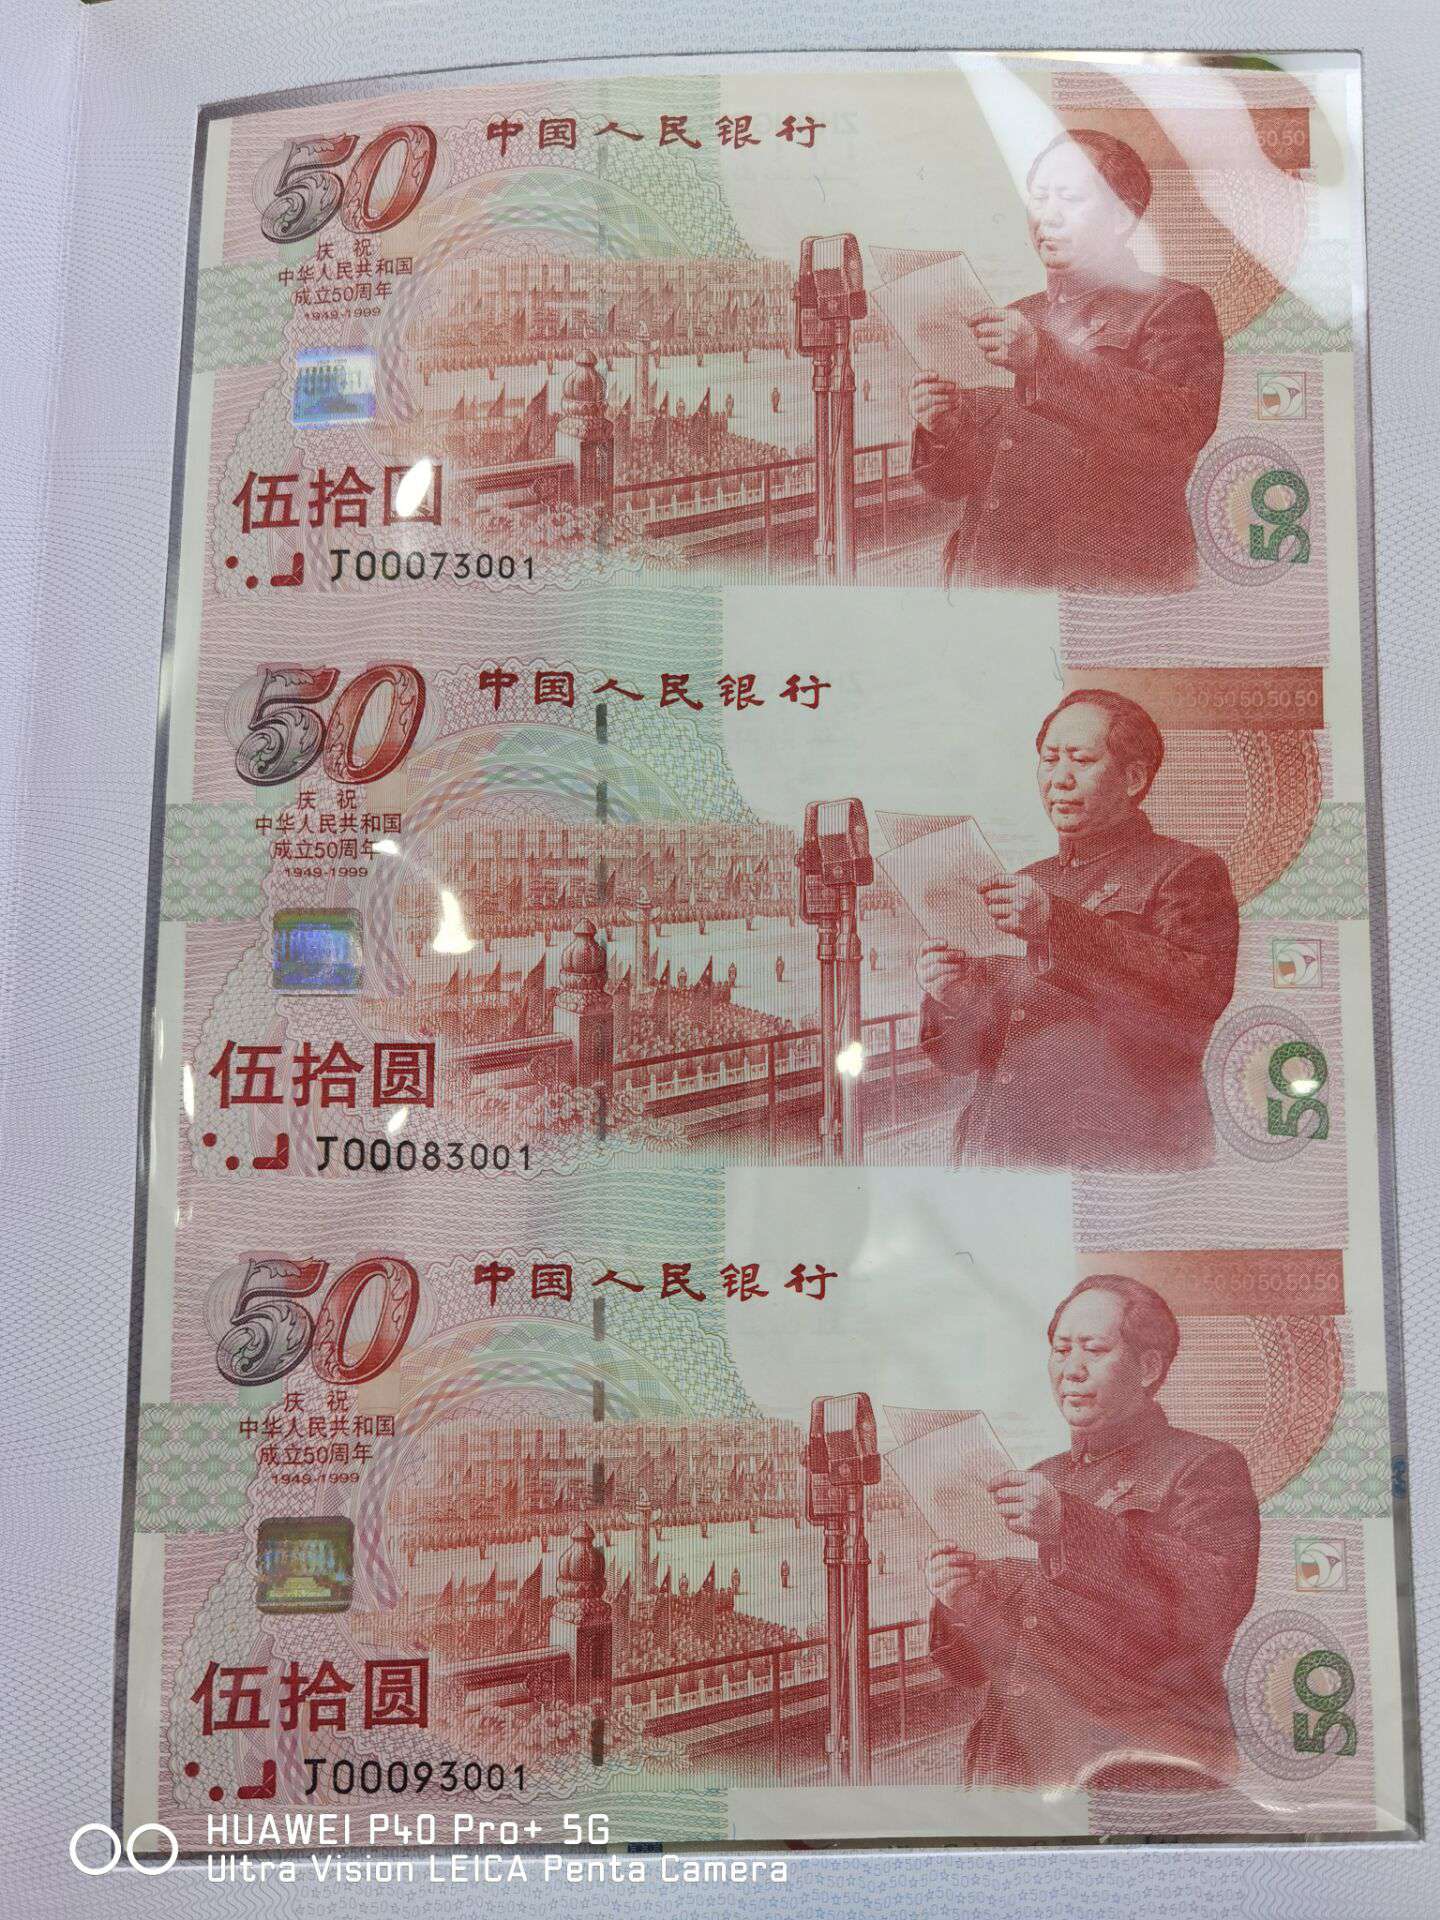 50
中国人民银行
庆 祝
中华人民共和国
成立50周年
1949-1999
伍拾圆
50
J00073001
50
中国人民银行
50 50 50 50
庆 祝
中华人民共和国
成立50周年
1949-1999
伍拾圆
50
J00083001
50
中国人民银行
庆 祝
中华人民共和国
成立50周年
1949-1999
伍拾圆
50
J00093001
HUAWEI P40 Pro+ 5G
Ultra Vision LEICA Penta Camera